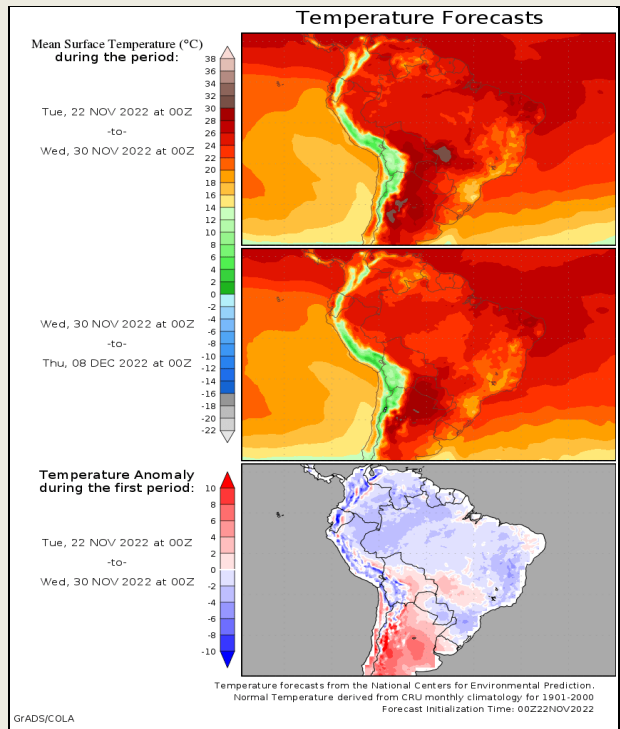 Temperature Forecasts
Mean Surface Temperature (°C)
during the period:
Tue, 22 NOV 2022 at 00Z
-to-
Wed, 30 NOV 2022 at 00Z
38
36
34
32
30
28
26
24
22
20
18
16
14
12
10
8
6
4
2
0
-2
-4
-6
-8
-10
-12
-14
-16
-18
-20
-22
Wed, 30 NOV 2022 at 00Z
-to-
Thu, 08 DEC 2022 at 00Z
Temperature Anomaly
during the first period:
Tue, 22 NOV 2022 at 00Z
-to-
Wed, 30 NOV 2022 at 00Z
10
8
6
4
2
0
-2
-4
-6
-8
-10
Temperature forecasts from the National Centers for Environmental Prediction.
Normal Temperature derived from CRU monthly climatology for 1901-2000
Forecast Initialization Time: 00Z22NOV2022
GrADS/COLA